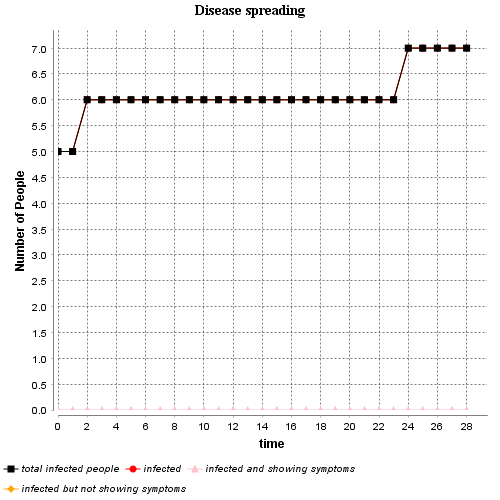 Disease spreading
7.0
6.5
6.0
5.5
5.0
4.5
4.0
3.5
3.0
2.5
2.0
1.5
1.0
0.5
0.0
Number of People
0 2 4 6 8 10 12 14 16 18 20 22 24 26 28
time
total infected people infected infected and showing symptoms
infected but not showing symptoms